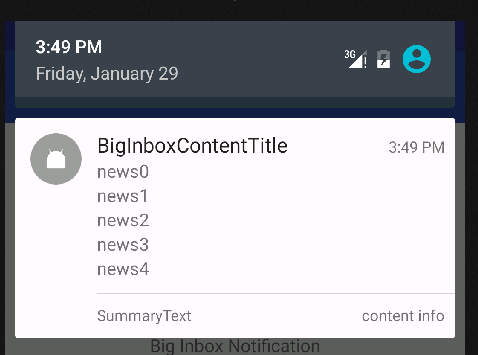 3:49 PM
Friday, January 29
3G
BigInboxContentTitle 3:49 PM
news0
news1
news2
news3
news4
SummaryText content info
Big Inbox Notification